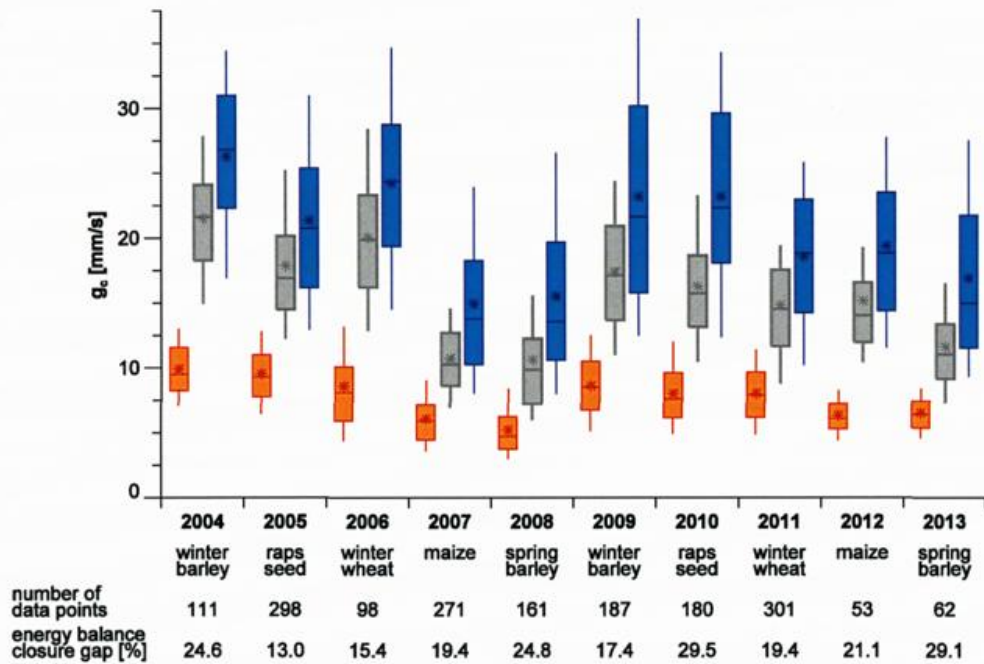 30
20
10
0
g_c [mm/s]
2004 2005 2006 2007 2008 2009 2010 2011 2012 2013
winter raps winter maize spring winter raps winter maize spring
barley seed wheat barley barley seed wheat barley
number of
data points 111 298 98 271 161 187 180 301 53 62
energy balance
closure gap [%] 24.6 13.0 15.4 19.4 24.8 17.4 29.5 19.4 21.1 29.1